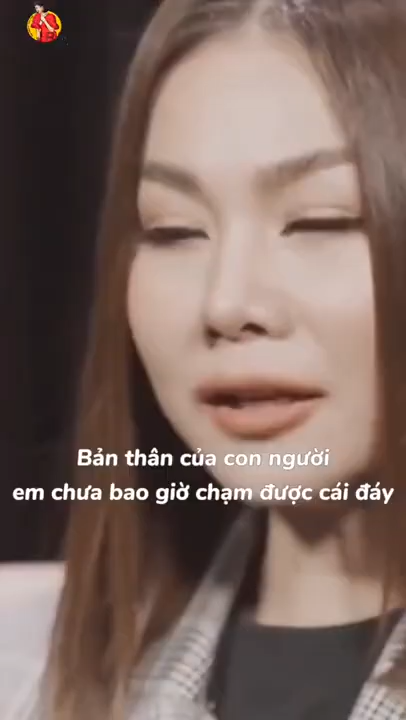 Bản thân của con người
em chưa bao giờ chạm được cái đáy